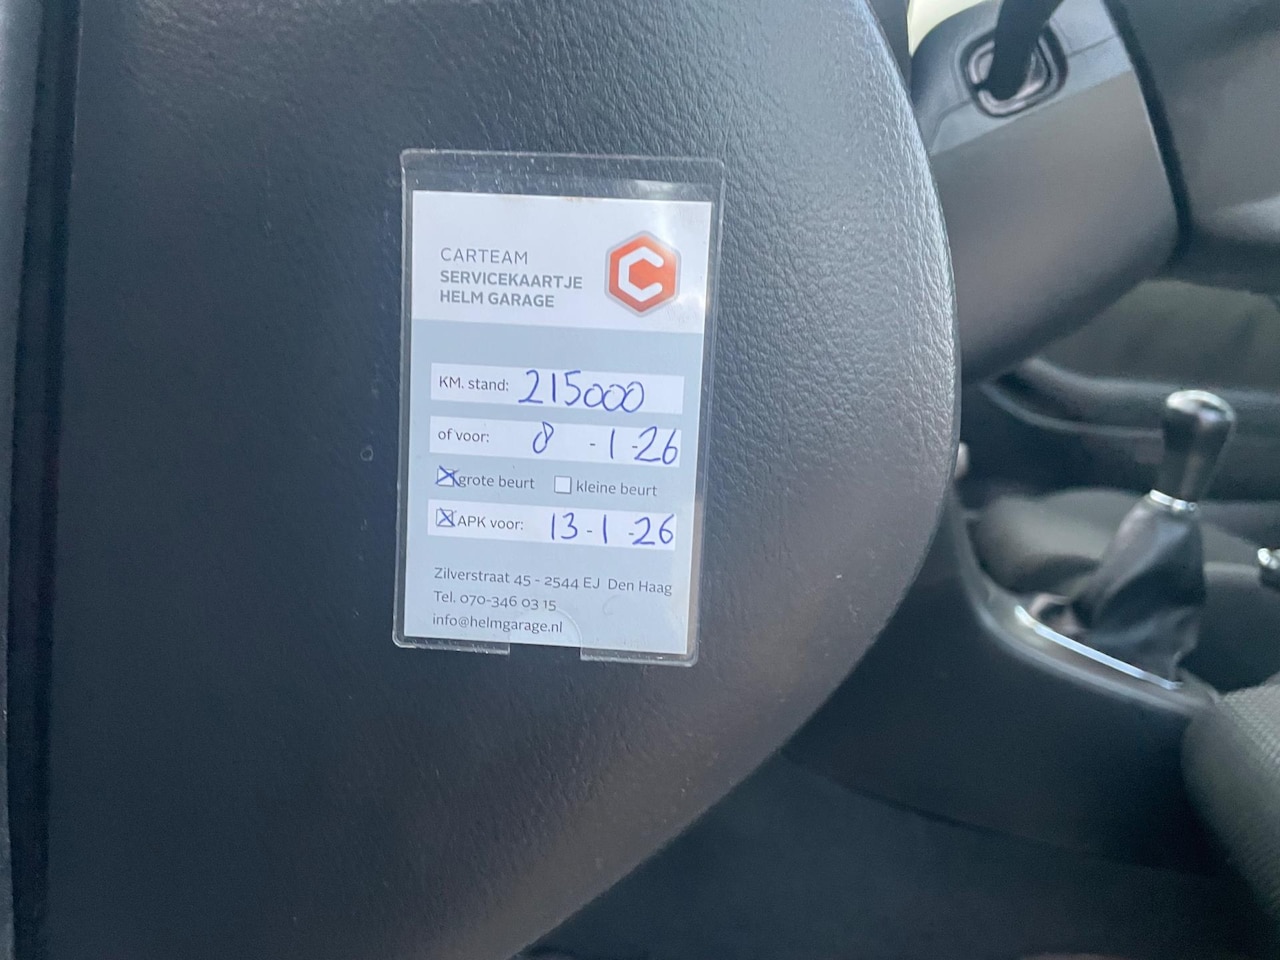 CARTEAM
SERVICEKAARTJE
HELM GARAGE
KM. stand: 215000
of voor: 8 - 1 - 26
grote beurt kleine beurt
APK voor: 13 - 1 - 26
Zilverstraat 45 - 2544 EJ Den Haag
Tel. 070-346 03 15
info@helmgarage.nl